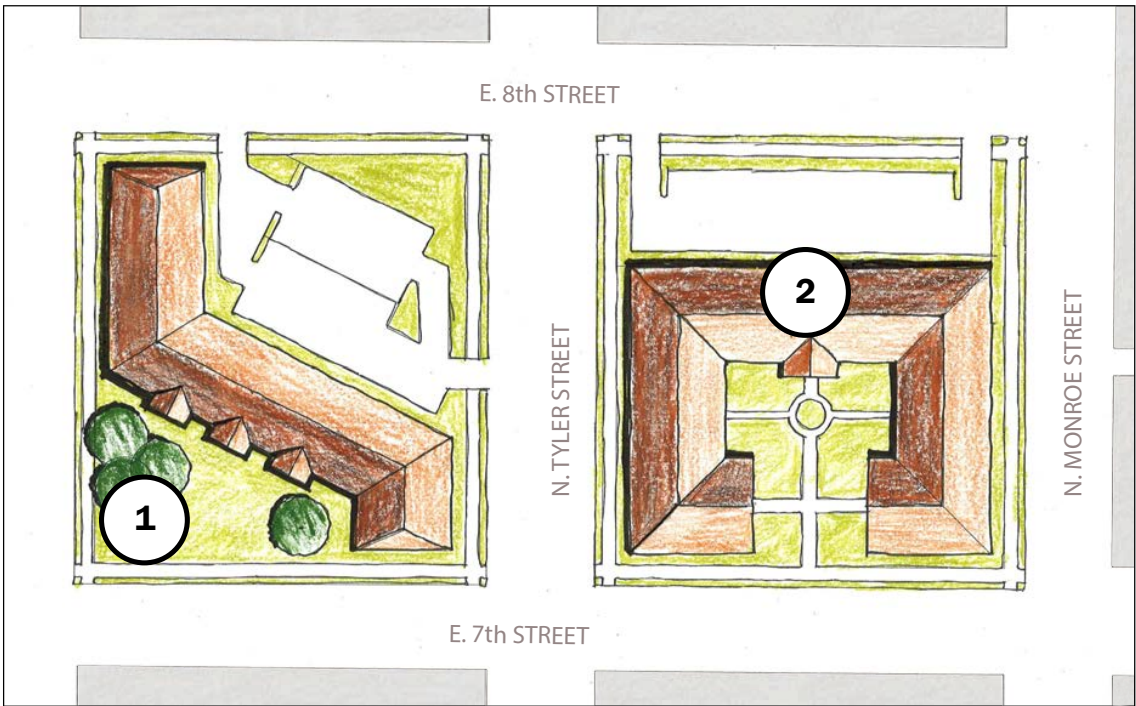 E. 8th STREET
N. TYLER STREET
N. MONROE STREET
1
2
E. 7th STREET